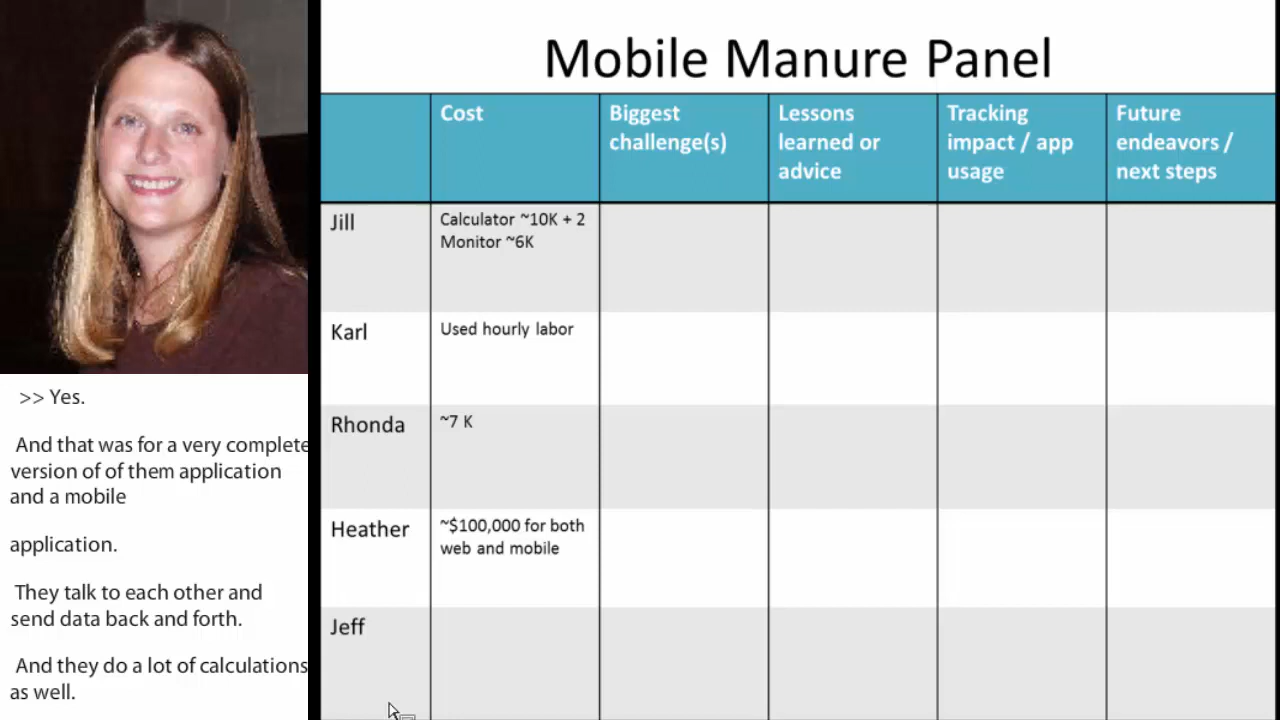 Mobile Manure Panel
Cost
Biggest
challenge(s)
Lessons
learned or
advice
Tracking
impact / app
usage
Future
endeavors /
next steps
Jill
Calculator ~10K + 2
Monitor ~6K
Karl
Used hourly labor
Rhonda
~7 K
Heather
~$100,000 for both
web and mobile
Jeff
>> Yes.
And that was for a very complete
version of of them application
and a mobile
application.
They talk to each other and
send data back and forth.
And they do a lot of calculations
as well.